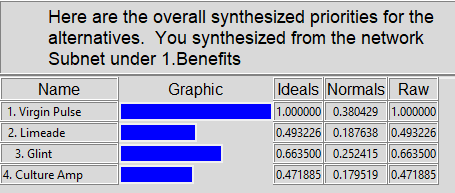 Here are the overall synthesized priorities for the
alternatives. You synthesized from the network
Subnet under 1.Benefits
Name Graphic Ideals Normals Raw
1. Virgin Pulse 1.000000 0.380429 1.000000
2. Limeade 0.493226 0.187638 0.493226
3. Glint 0.663500 0.252415 0.663500
4. Culture Amp 0.471885 0.179519 0.471885